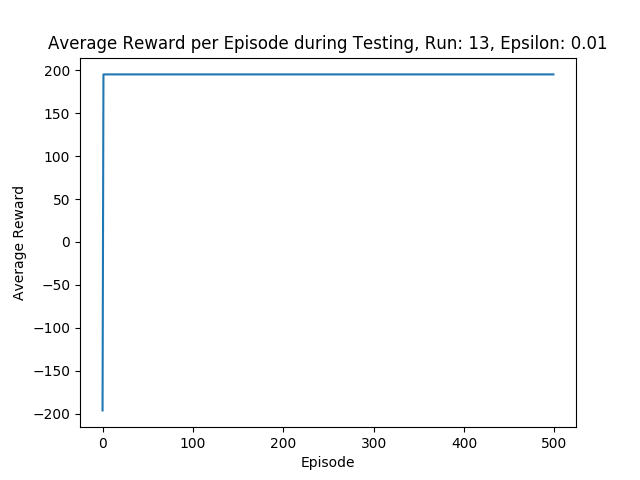 Average Reward per Episode during Testing, Run: 13, Epsilon: 0.01
200
150
100
50
0
−50
−100
−150
−200
Average Reward
0 100 200 300 400 500
Episode